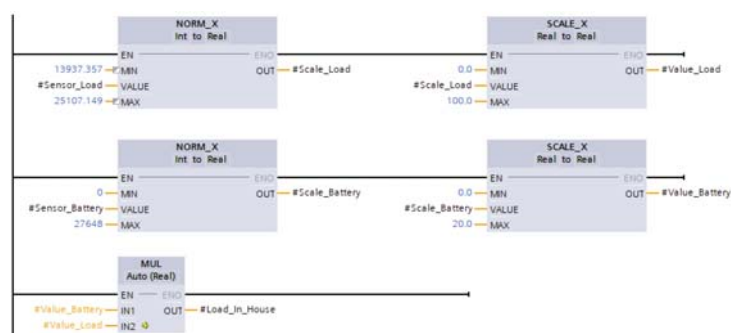 NORM_X SCALE_X
Int to Real Real to Real
EN ENO EN ENO
13937.357 MIN OUT #Scale_Load 0.0 MIN OUT #Value_Load
#Sensor_Load VALUE #Scale_Load VALUE
25107.149 MAX 100.0 MAX
NORM_X SCALE_X
Int to Real Real to Real
EN ENO EN ENO
0 MIN OUT #Scale_Battery 0.0 MIN OUT #Value_Battery
#Sensor_Battery VALUE #Scale_Battery VALUE
27648 MAX 20.0 MAX
MUL
Auto (Real)
EN ENO
#Value_Battery IN1 OUT #Load_In_House
#Value_Load IN2